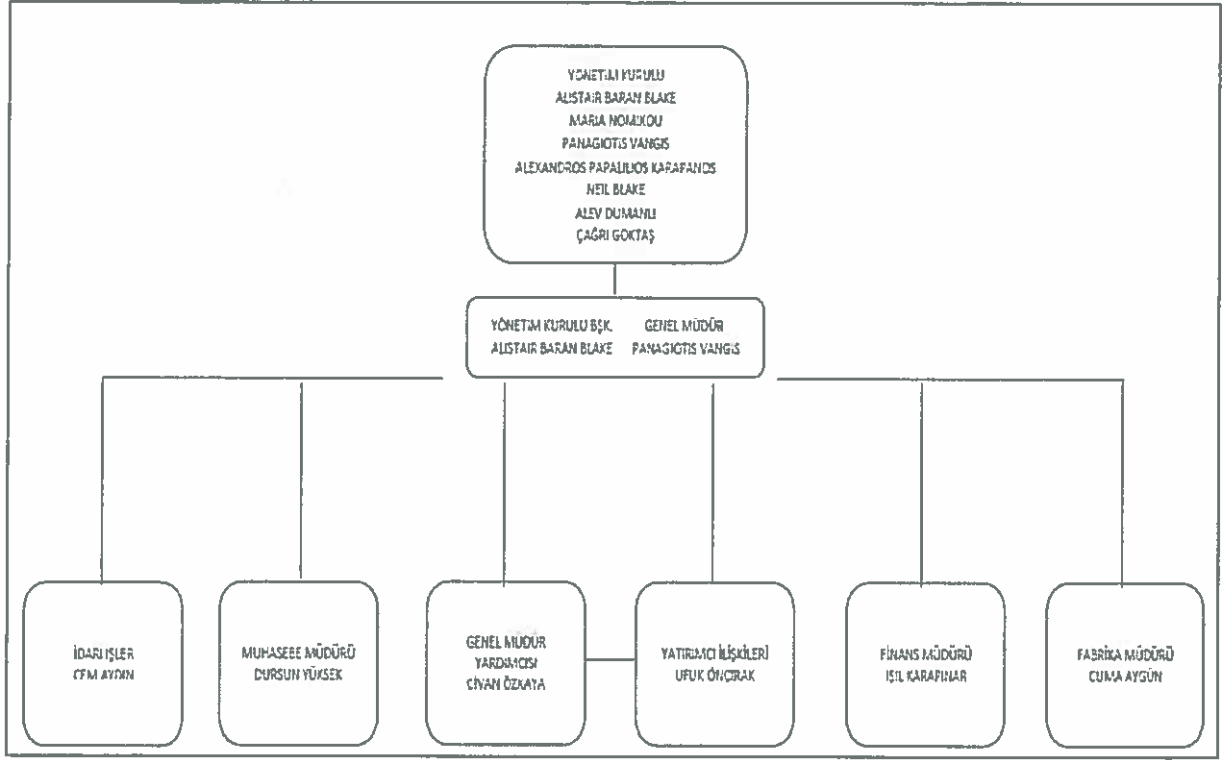 YÖNETİM KURULU
ALISTAIR BARAN BLAKE
MARIA NOMIKOU
PANAGIOTIS VANGIS
ALEXANDROS PAPALILIOS KARAPANOS
NEIL BLAKE
ALEV DUMANLI
ÇAĞRI GÖKTAŞ
YÖNETİM KURULU BŞK. GENEL MÜDÜR
ALISTAIR BARAN BLAKE PANAGIOTIS VANGIS
İDARİ İŞLER
CEM AYDIN
MUHASEBE MÜDÜRÜ
DURSUN YÜKSEK
GENEL MÜDÜR
YARDIMCISI
CİVAN ÖZKAYA
YATIRIMCI İLİŞKİLERİ
UFUK ÖNCIRAK
FİNANS MÜDÜRÜ
IŞIL KARAPINAR
FABRİKA MÜDÜRÜ
CUMA AYGÜN